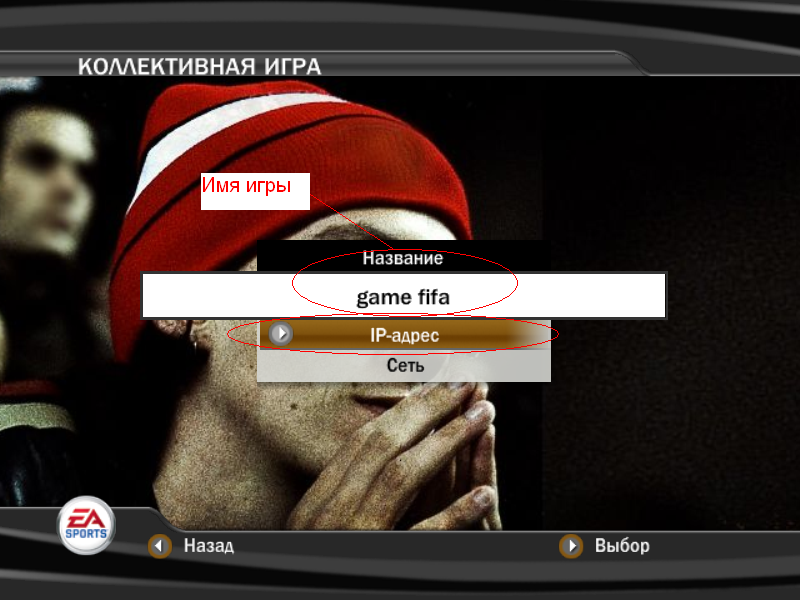 КОЛЛЕКТИВНАЯ ИГРА
Имя игры
Название
game fifa
IP-адрес
Сеть
EA
SPORTS
Назад
Выбор